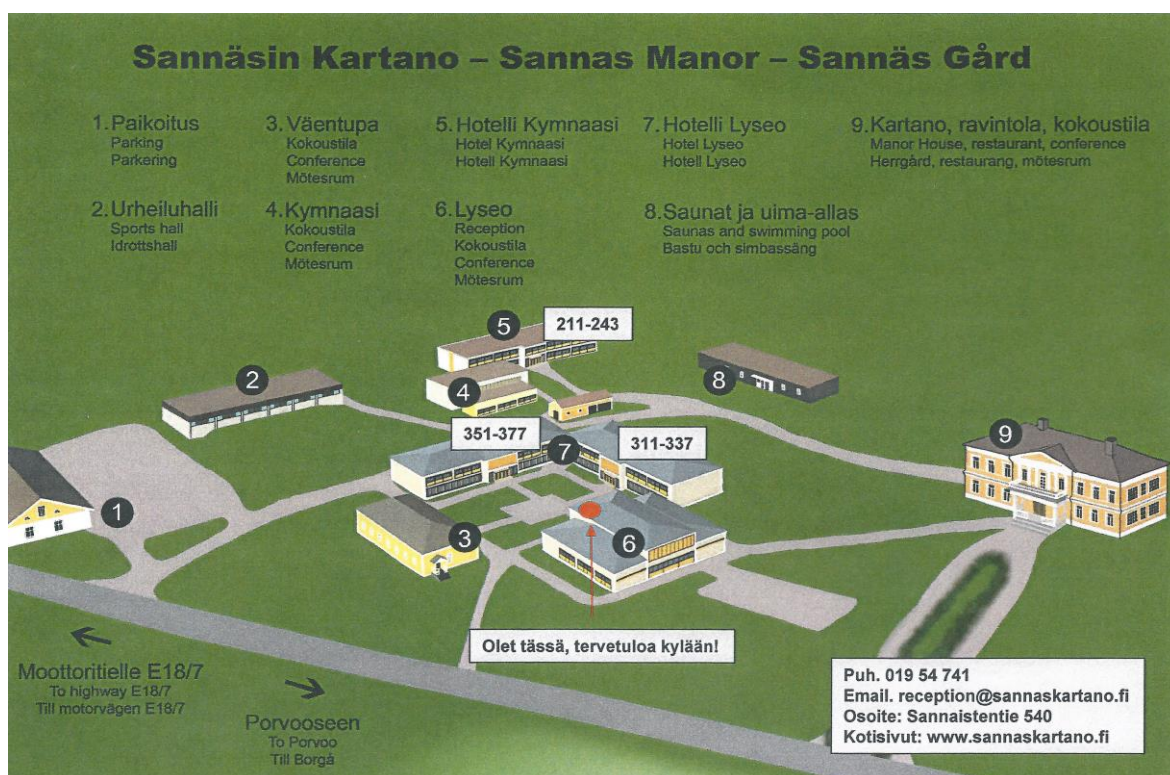 Sannäsin Kartano – Sannas Manor – Sannäs Gård
1. Paikoitus
Parking
Parkering
2. Urheiluhalli
Sports hall
Idrottshall
3. Väentupa
Kokoustila
Conference
Mötesrum
4. Kymnaasi
Kokoustila
Conference
Mötesrum
5. Hotelli Kymnaasi
Hotel Kymnaasi
Hotell Kymnaasi
6. Lyseo
Reception
Kokoustila
Conference
Mötesrum
7. Hotelli Lyseo
Hotel Lyseo
Hotell Lyseo
8. Saunat ja uima-allas
Saunas and swimming pool
Bastu och simbassäng
9. Kartano, ravintola, kokoustila
Manor House, restaurant, conference
Herrgård, restaurang, mötesrum
5
211-243
2
4
8
351-377
311-337
7
9
1
3
6
Olet tässä, tervetuloa kylään!
Moottoritielle E18/7
To highway E18/7
Till motorvägen E18/7
Porvooseen
To Porvoo
Till Borgå
Puh. 019 54 741
Email. reception@sannaskartano.fi
Osoite: Sannaistentie 540
Kotisivut: www.sannaskartano.fi